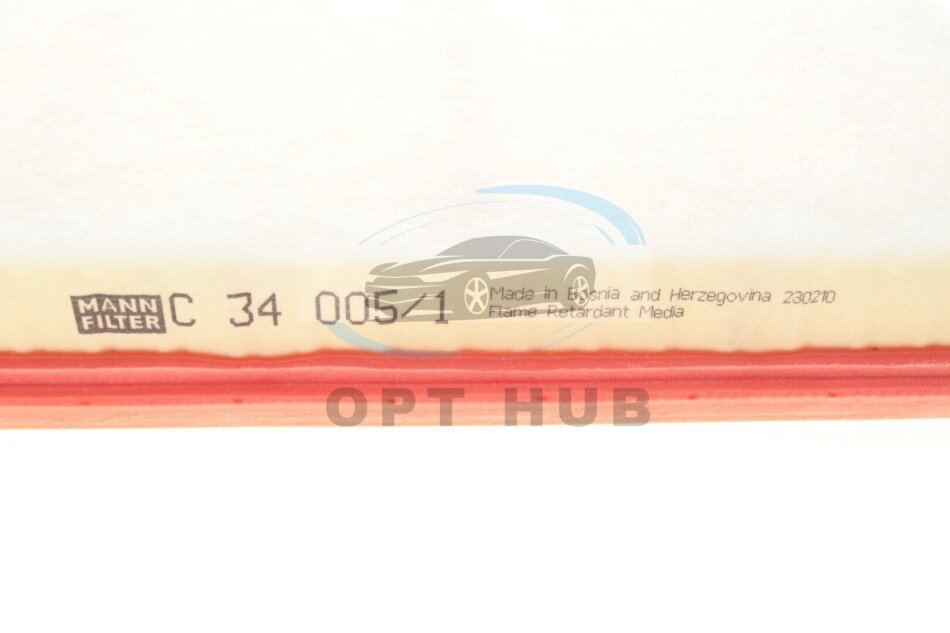 MANN
FILTER
C 34 005/1
Made in Bosnia and Herzegovina 230210
Flame Retardant Media
OPT HUB